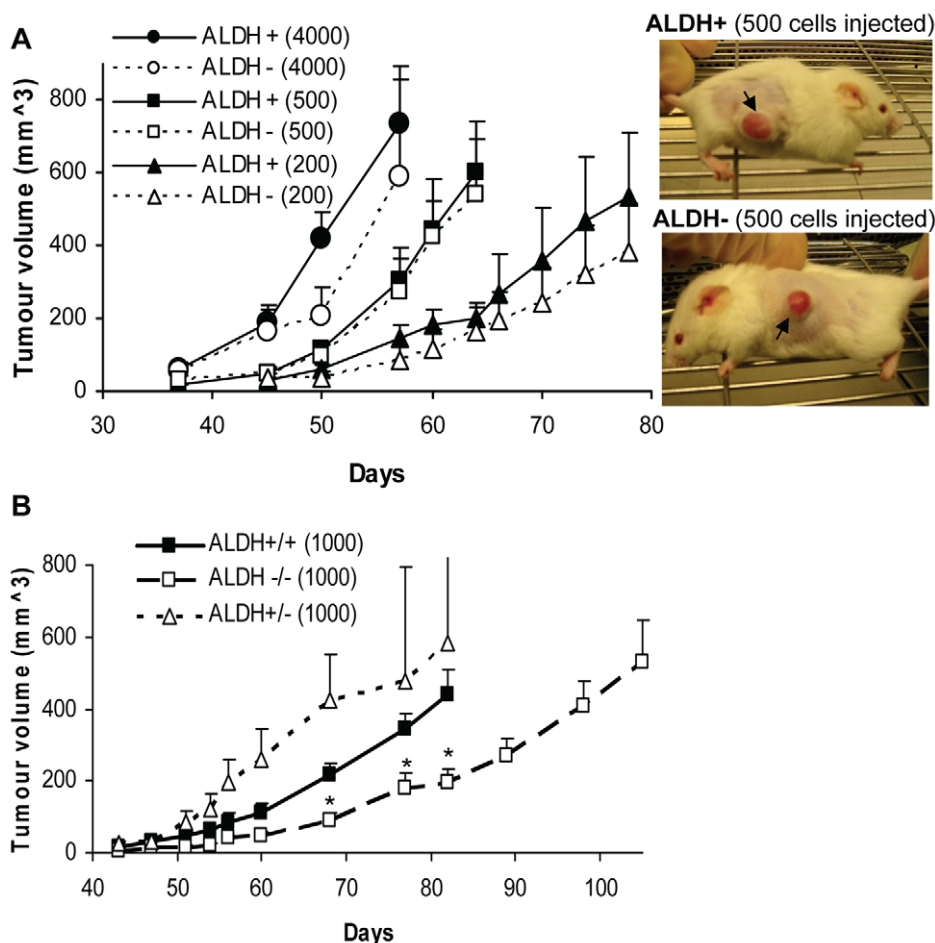 A
ALDH+ (4000)
ALDH- (4000)
ALDH+ (500)
ALDH- (500)
ALDH+ (200)
ALDH- (200)
Tumour volume (mm^3)
800
600
400
200
0
30 40 50 60 70 80
Days
ALDH+ (500 cells injected)
ALDH- (500 cells injected)
B
ALDH+/+ (1000)
ALDH -/- (1000)
ALDH+/- (1000)
Tumour volume (mm^3)
800
600
400
200
0
* * *
40 50 60 70 80 90 100
Days